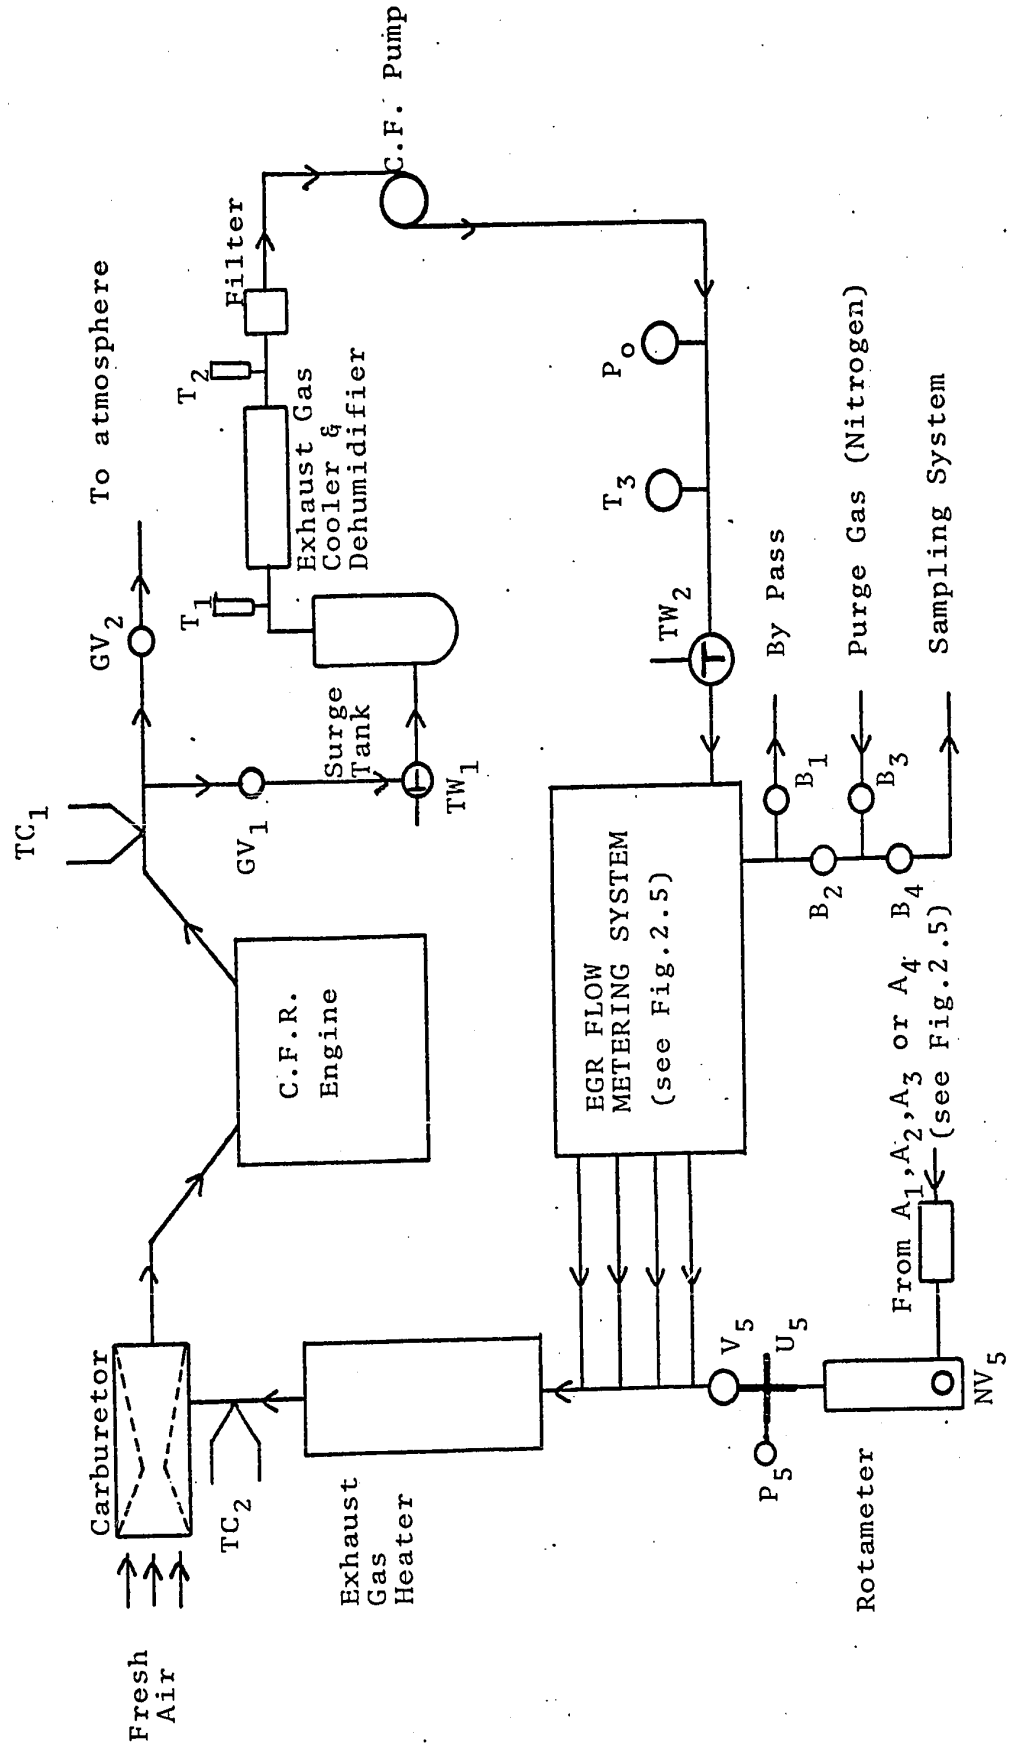 Fresh
Air
Carburetor
TC2
Exhaust
Gas
Heater
C.F.R.
Engine
TC1
GV1
GV2
To atmosphere
Surge
Tank
TW1
T1
T2
Exhaust Gas
Cooler &
Dehumidifier
Filter
C.F. Pump
Po
T3
TW2
EGR FLOW
METERING SYSTEM
(see Fig.2.5)
B1
By Pass
B2
B3
Purge Gas (Nitrogen)
B4
Sampling System
V5
U5
P5
Rotameter
NV5
From A1,A2,A3 or A4
(see Fig.2.5)